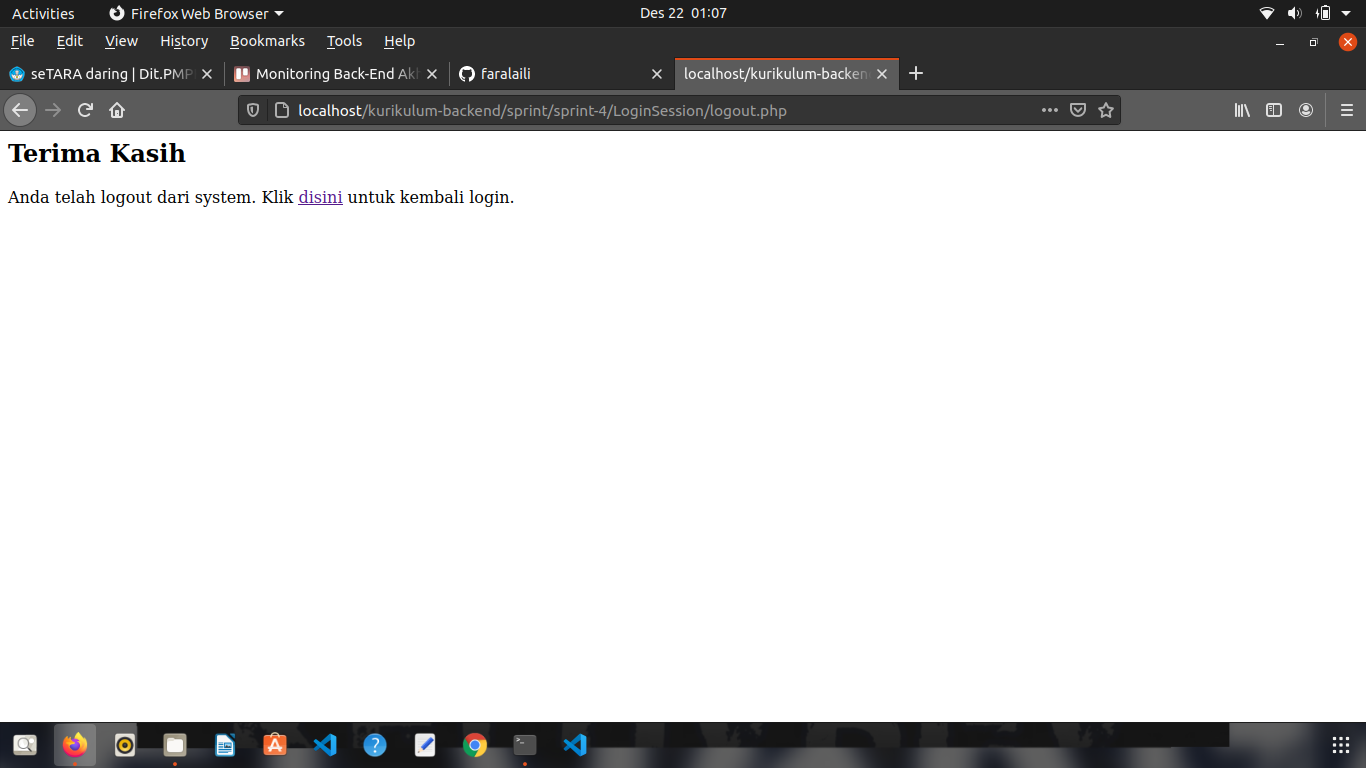 Activities Firefox Web Browser Des 22 01:07
File Edit View History Bookmarks Tools Help
seTARA daring | Dit.PMP Monitoring Back-End Akl faralaili localhost/kurikulum-backen
localhost/kurikulum-backend/sprint/sprint-4/LoginSession/logout.php
Terima Kasih
Anda telah logout dari system. Klik disini untuk kembali login.